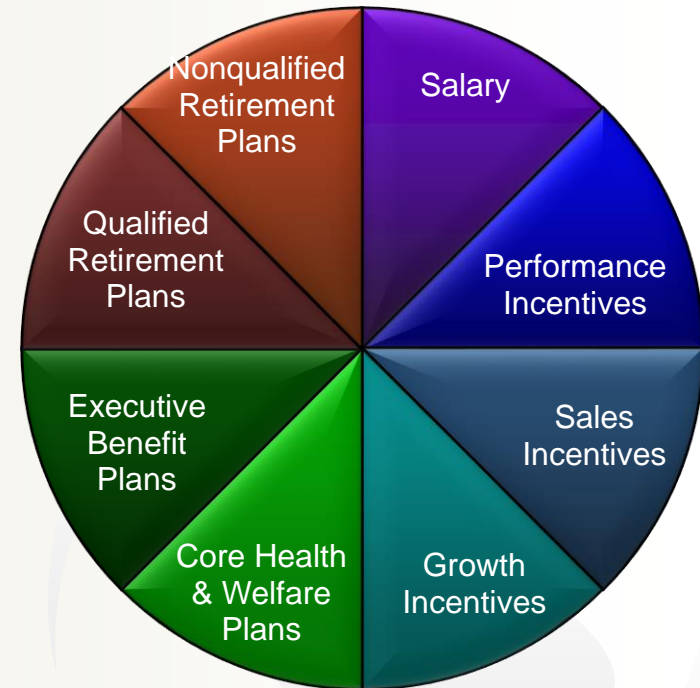 Nonqualified
Retirement
Plans
Salary
Qualified
Retirement
Plans
Performance
Incentives
Executive
Benefit
Plans
Sales
Incentives
Core Health
& Welfare
Plans
Growth
Incentives